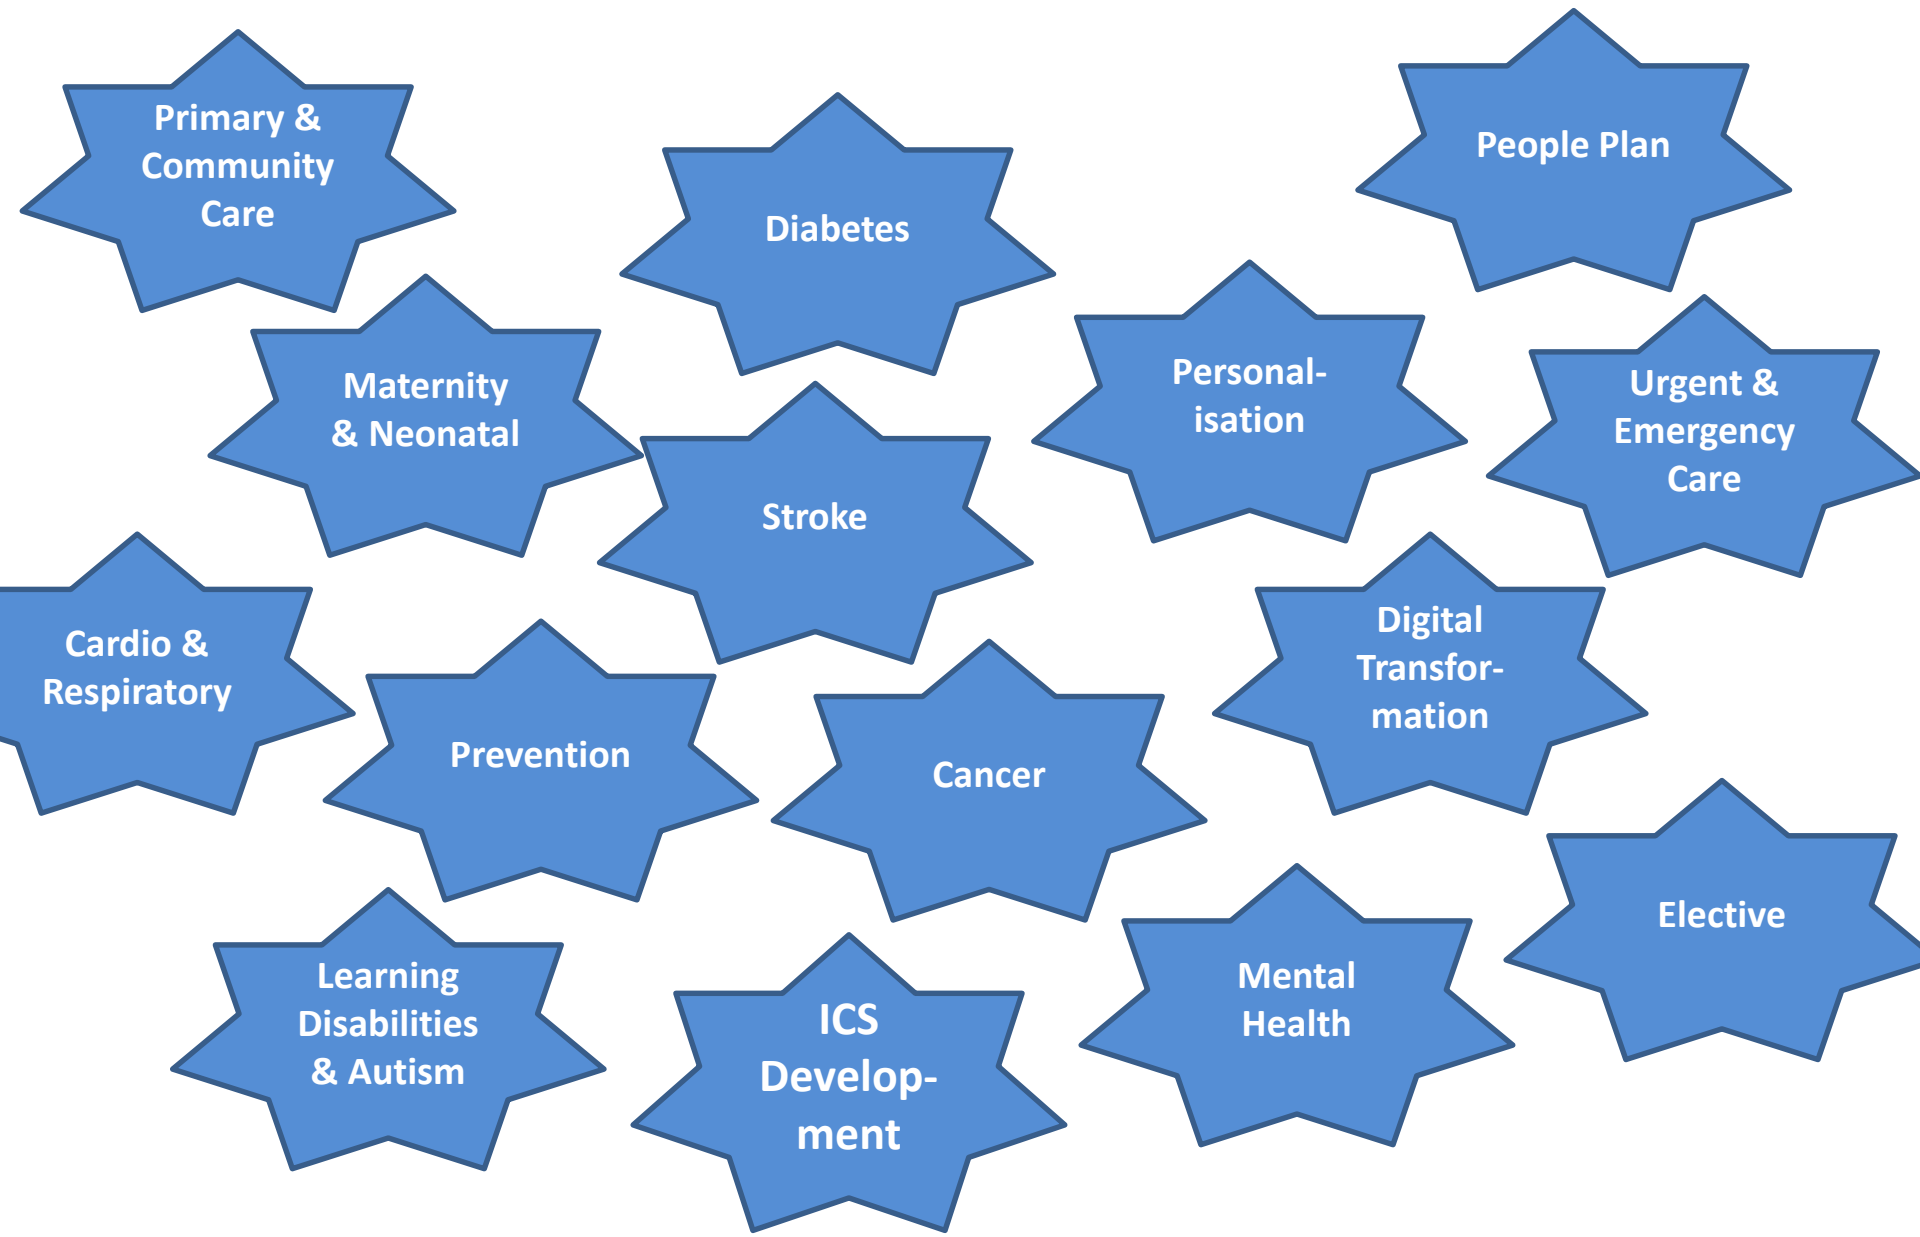 Primary &
Community
Care
Diabetes
People Plan
Maternity
& Neonatal
Personal-
isation
Urgent &
Emergency
Care
Stroke
Cardio &
Respiratory
Prevention
Cancer
Digital
Transfor-
mation
Learning
Disabilities
& Autism
ICS
Develop-
ment
Mental
Health
Elective